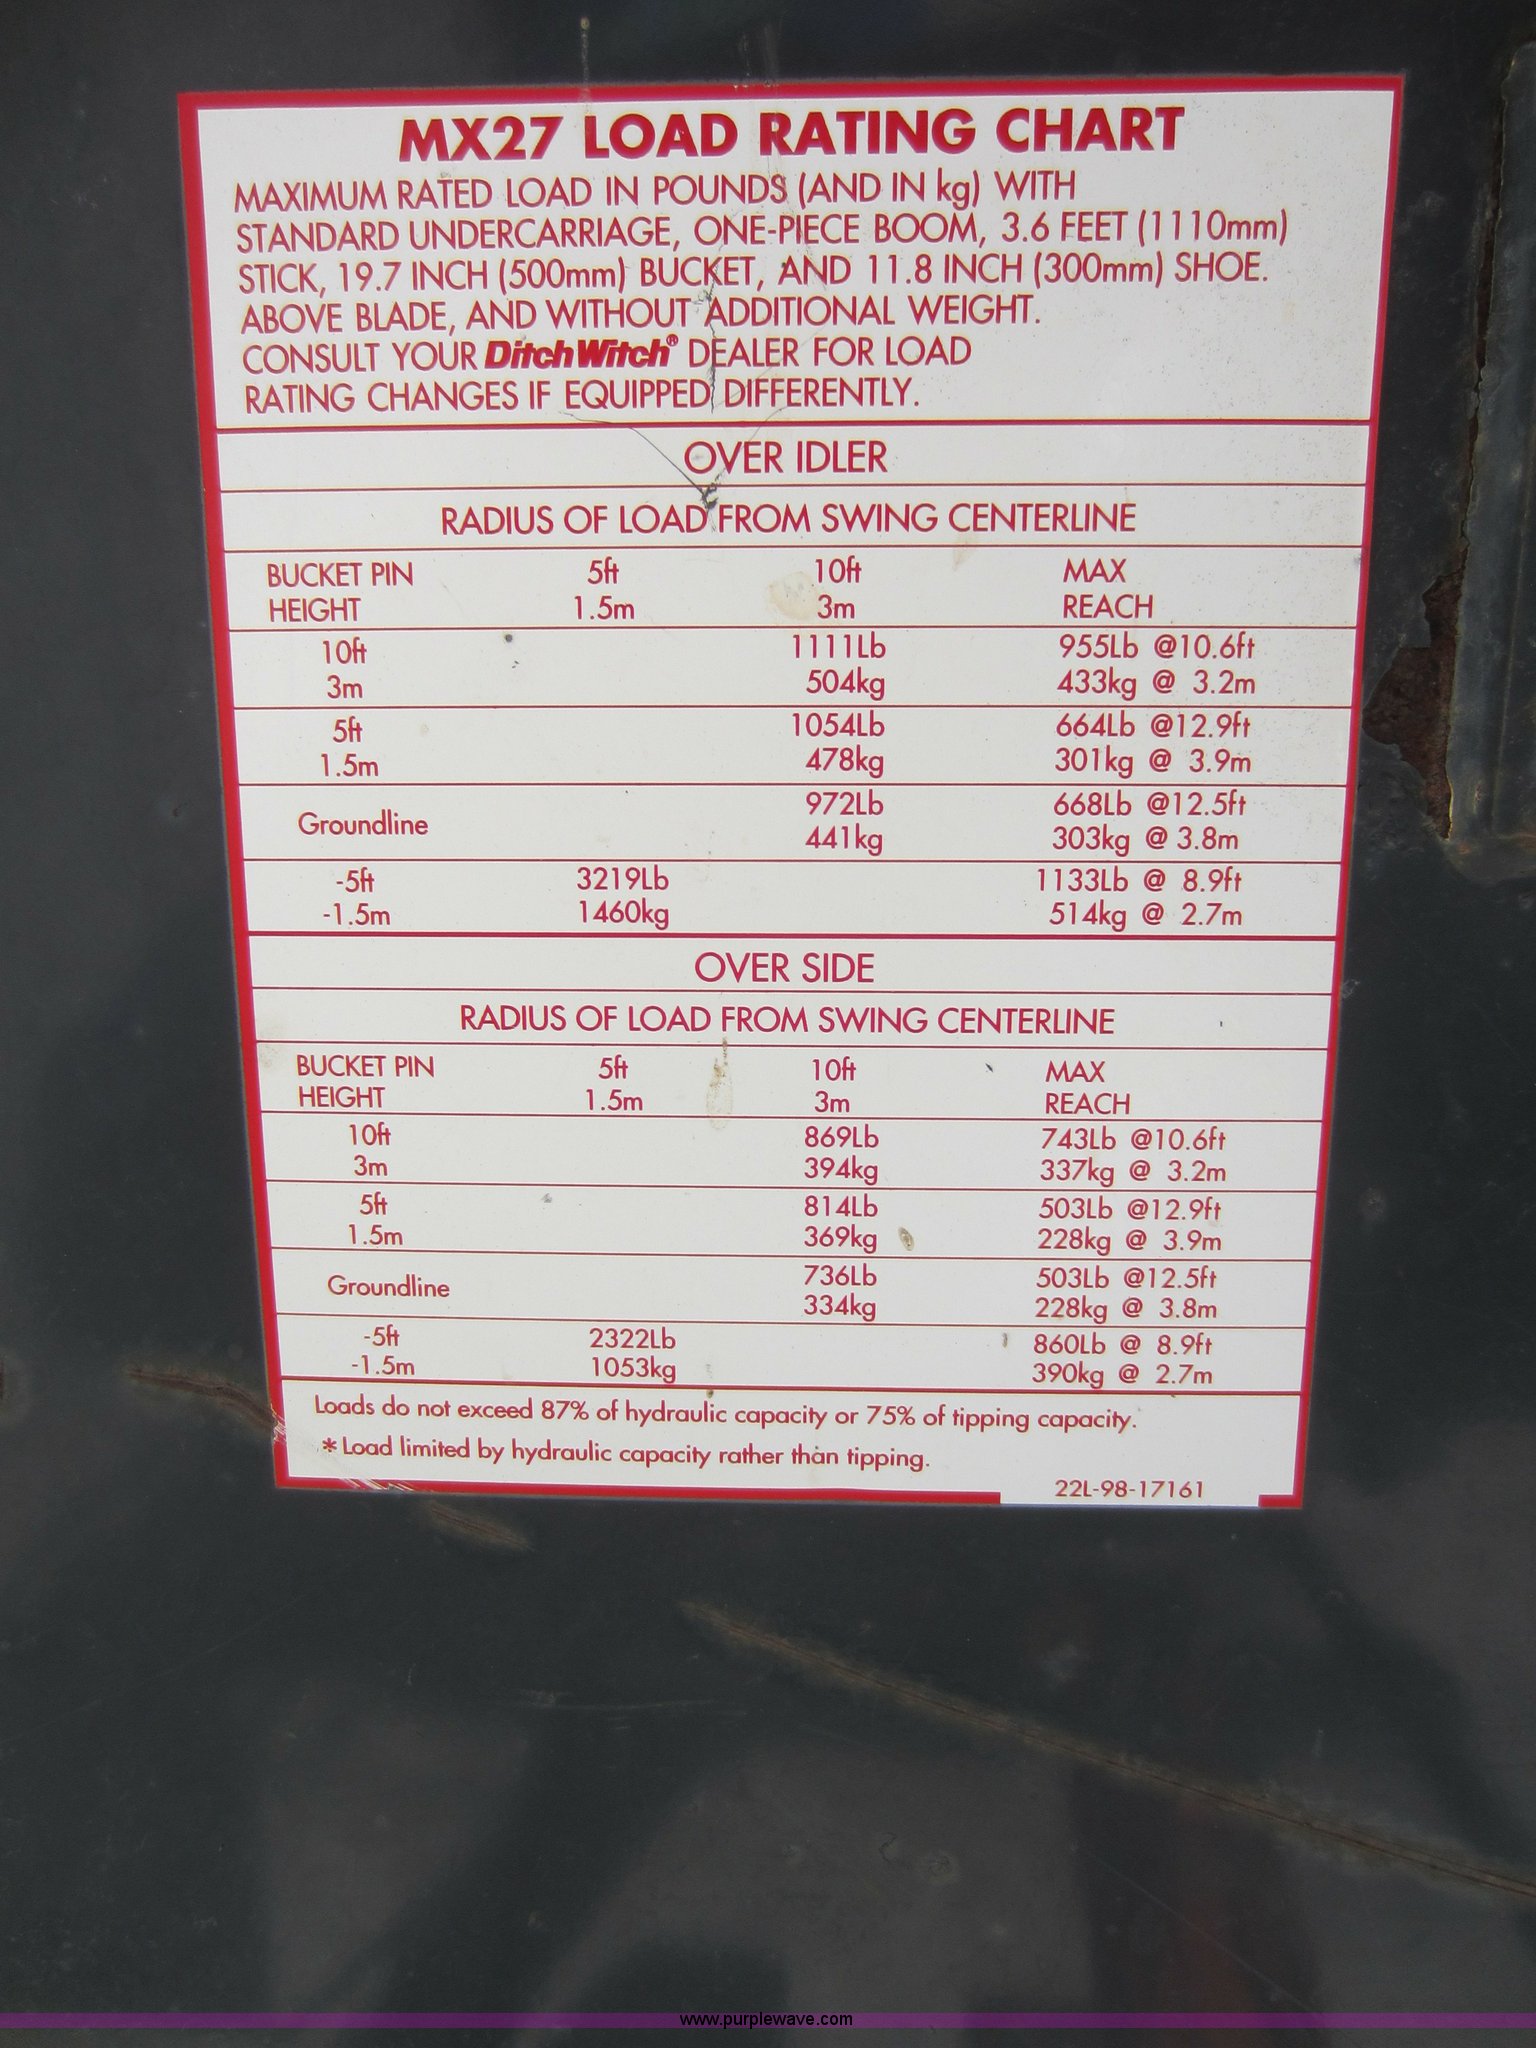 MX27 LOAD RATING CHART
MAXIMUM RATED LOAD IN POUNDS (AND IN kg) WITH
STANDARD UNDERCARRIAGE, ONE-PIECE BOOM, 3.6 FEET (1110mm)
STICK, 19.7 INCH (500mm) BUCKET, AND 11.8 INCH (300mm) SHOE.
ABOVE BLADE, AND WITHOUT ADDITIONAL WEIGHT.
CONSULT YOUR DitchWitch® DEALER FOR LOAD
RATING CHANGES IF EQUIPPED DIFFERENTLY.
OVER IDLER
RADIUS OF LOAD FROM SWING CENTERLINE
BUCKET PIN 5ft 10ft MAX
HEIGHT 1.5m 3m REACH
10ft 1111Lb 955Lb @10.6ft
3m 504kg 433kg @ 3.2m
5ft 1054Lb 664Lb @12.9ft
1.5m 478kg 301kg @ 3.9m
Groundline 972Lb 668Lb @12.5ft
441kg 303kg @ 3.8m
-5ft 3219Lb 1133Lb @ 8.9ft
-1.5m 1460kg 514kg @ 2.7m
OVER SIDE
RADIUS OF LOAD FROM SWING CENTERLINE
BUCKET PIN 5ft 10ft MAX
HEIGHT 1.5m 3m REACH
10ft 869Lb 743Lb @10.6ft
3m 394kg 337kg @ 3.2m
5ft 814Lb 503Lb @12.9ft
1.5m 369kg 228kg @ 3.9m
Groundline 736Lb 503Lb @12.5ft
334kg 228kg @ 3.8m
-5ft 2322Lb 860Lb @ 8.9ft
-1.5m 1053kg 390kg @ 2.7m
Loads do not exceed 87% of hydraulic capacity or 75% of tipping capacity.
* Load limited by hydraulic capacity rather than tipping.
22L-98-17161
www.purplewave.com